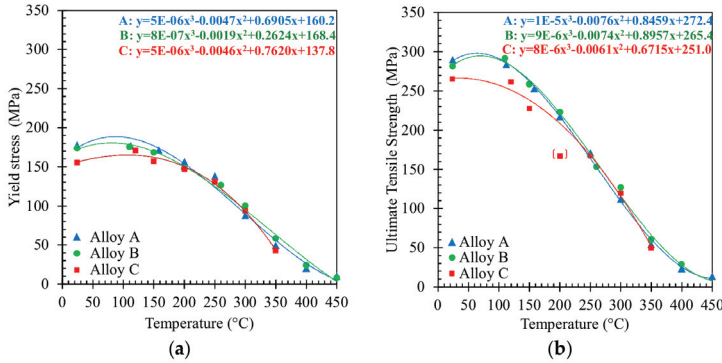 A: y=5E-06x³-0.0047x²+0.6905x+160.2
B: y=8E-07x³-0.0019x²+0.2624x+168.4
C: y=5E-06x³-0.0046x²+0.7620x+137.8
350
300
250
200
150
100
50
0
Yield stress (MPa)
Alloy A
Alloy B
Alloy C
0 50 100 150 200 250 300 350 400 450
Temperature (°C)
(a)
A: y=1E-5x³-0.0076x²+0.8459x+272.4
B: y=9E-6x³-0.0074x²+0.8957x+265.4
C: y=8E-6x³-0.0061x²+0.6715x+251.0
350
300
250
200
150
100
50
0
Ultimate Tensile Strength (MPa)
Alloy A
Alloy B
Alloy C
0 50 100 150 200 250 300 350 400 450
Temperature (°C)
(b)